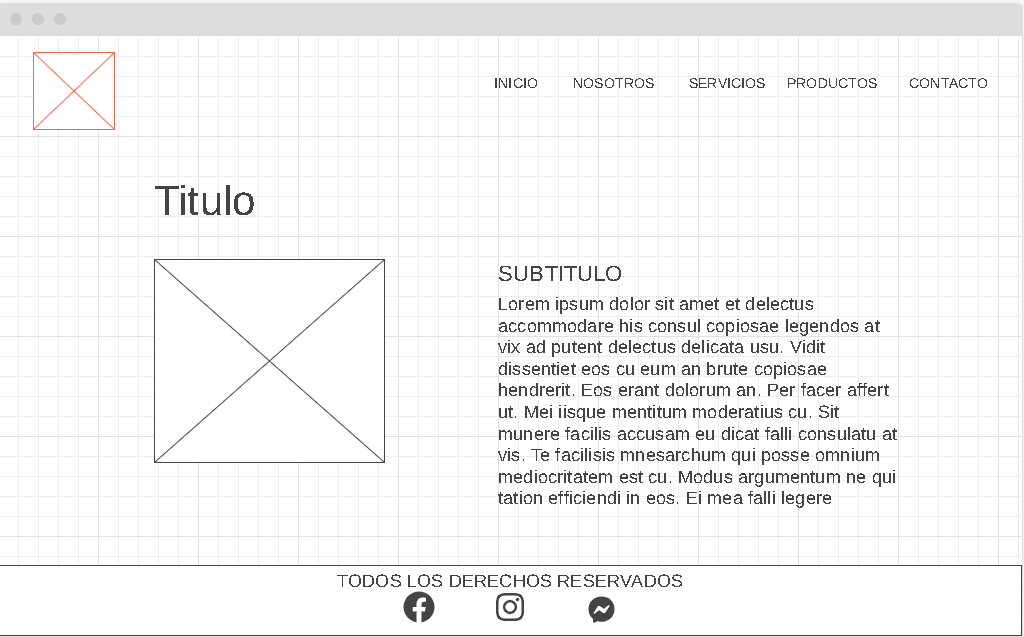 INICIO NOSOTROS SERVICIOS PRODUCTOS CONTACTO
Titulo
SUBTITULO
Lorem ipsum dolor sit amet et delectus
accommodare his consul copiosae legendos at
vix ad putent delectus delicata usu. Vidit
dissentiet eos cu eum an brute copiosae
hendrerit. Eos erant dolorum an. Per facer affert
ut. Mei iisque mentitum moderatius cu. Sit
munere facilis accusam eu dicat falli consulatu at
vis. Te facilisis mnesarchum qui posse omnium
mediocritatem est cu. Modus argumentum ne qui
tation efficiendi in eos. Ei mea falli legere
TODOS LOS DERECHOS RESERVADOS